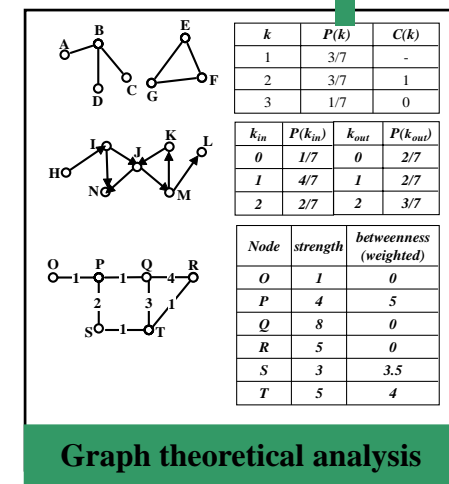 A B C D E F G
k P(k) C(k)
1 3/7 -
2 3/7 1
3 1/7 0
H I J K L M N
k_in P(k_in) k_out P(k_out)
0 1/7 0 2/7
1 4/7 1 2/7
2 2/7 2 3/7
O 1 P 1 Q 4 R
2 3 1
S 1 T
Node strength betweenness (weighted)
O 1 0
P 4 5
Q 8 0
R 5 0
S 3 3.5
T 5 4
Graph theoretical analysis